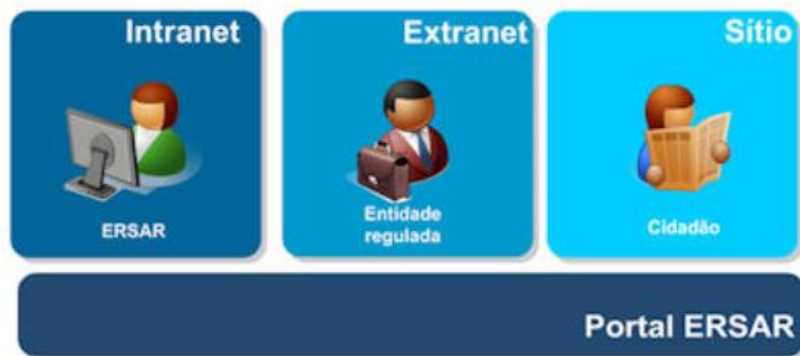 Intranet
Extranet
Sítio
ERSAR
Entidade
regulada
Cidadão
Portal ERSAR